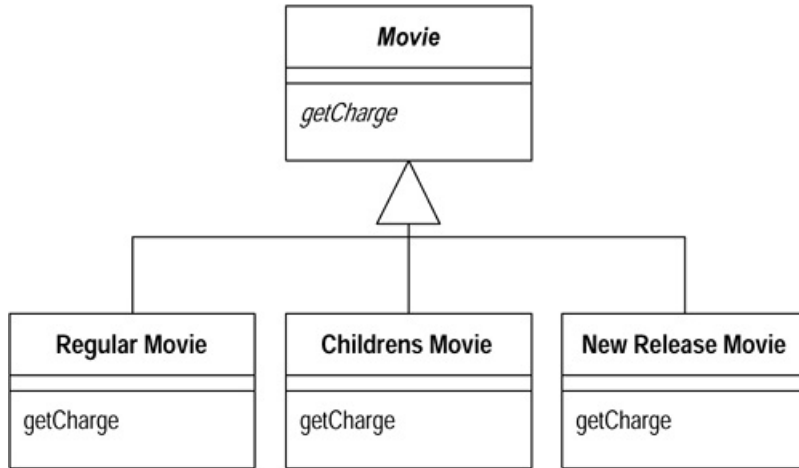 Movie
getCharge
Regular Movie
Childrens Movie
New Release Movie
getCharge
getCharge
getCharge